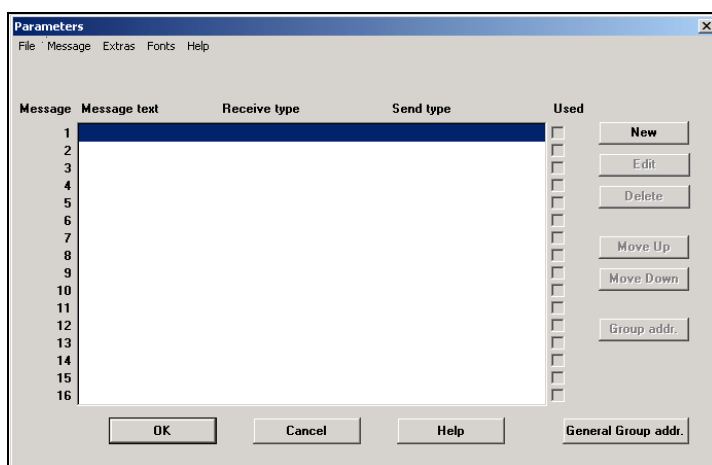 Parameters
File Message Extras Fonts Help
Message Message text Receive type Send type Used
1 New
2
3 Edit
4
5 Delete
6
7 Move Up
8
9 Move Down
10
11
12 Group addr.
13
14
15
16
OK Cancel Help General Group addr.